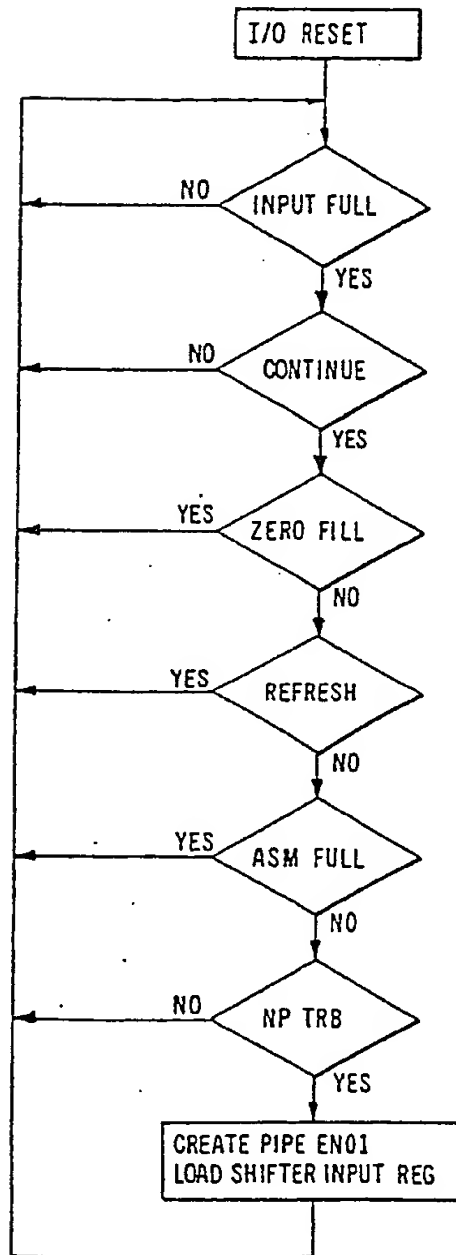 I/O RESET
NO
INPUT FULL
YES
NO
CONTINUE
YES
YES
ZERO FILL
NO
YES
REFRESH
NO
YES
ASM FULL
NO
NO
NP TRB
YES
CREATE PIPE EN01
LOAD SHIFTER INPUT REG